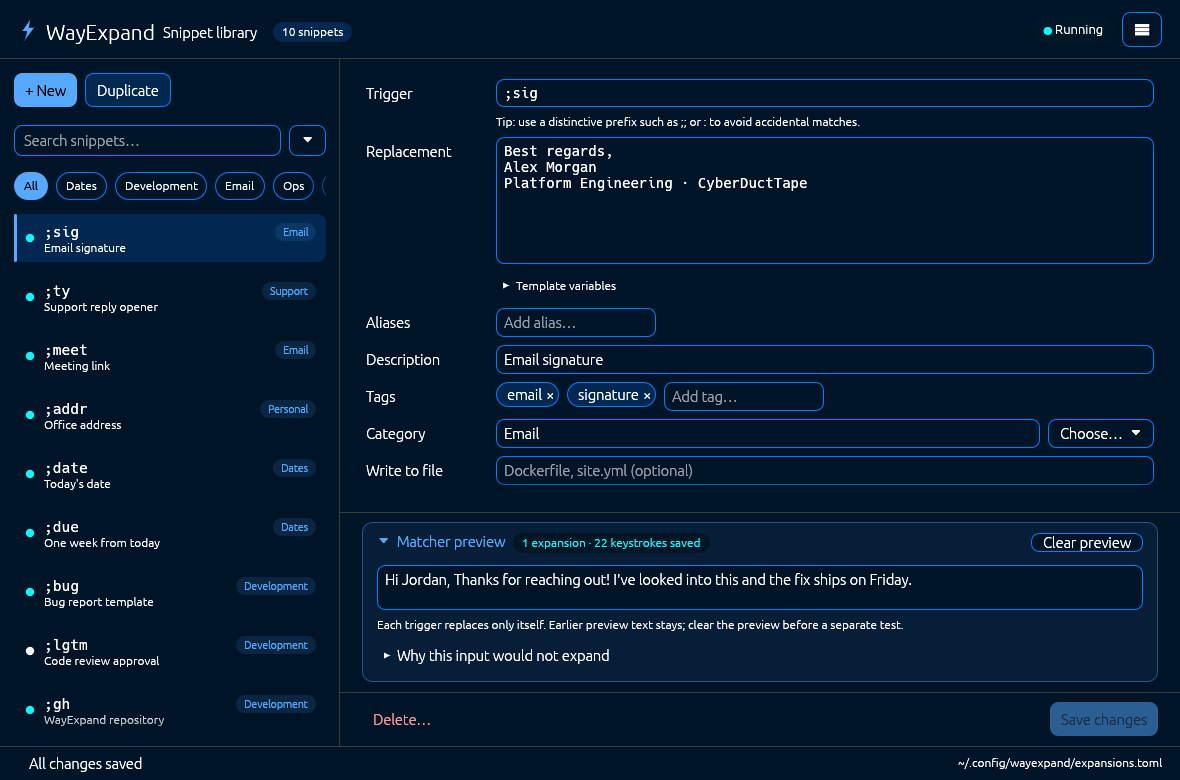 WayExpand Snippet library 10 snippets
Running
+ New Duplicate
Search snippets…
All Dates Development Email Ops
;sig Email
Email signature
;ty Support
Support reply opener
;meet Email
Meeting link
;addr Personal
Office address
;date Dates
Today's date
;due Dates
One week from today
;bug Development
Bug report template
;lgtm Development
Code review approval
;gh Development
WayExpand repository
Trigger ;sig
Tip: use a distinctive prefix such as ;; or : to avoid accidental matches.
Replacement Best regards,
Alex Morgan
Platform Engineering · CyberDuctTape
Template variables
Aliases Add alias…
Description Email signature
Tags email × signature × Add tag…
Category Email Choose…
Write to file Dockerfile, site.yml (optional)
Matcher preview 1 expansion · 22 keystrokes saved Clear preview
Hi Jordan, Thanks for reaching out! I've looked into this and the fix ships on Friday.
Each trigger replaces only itself. Earlier preview text stays; clear the preview before a separate test.
Why this input would not expand
Delete… Save changes
All changes saved ~/.config/wayexpand/expansions.toml